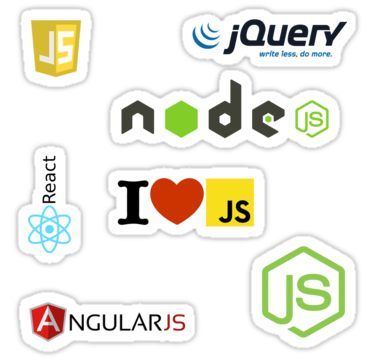 JS
jQuery
write less, do more.
node JS
React
I ❤ JS
JS
ANGULARJS